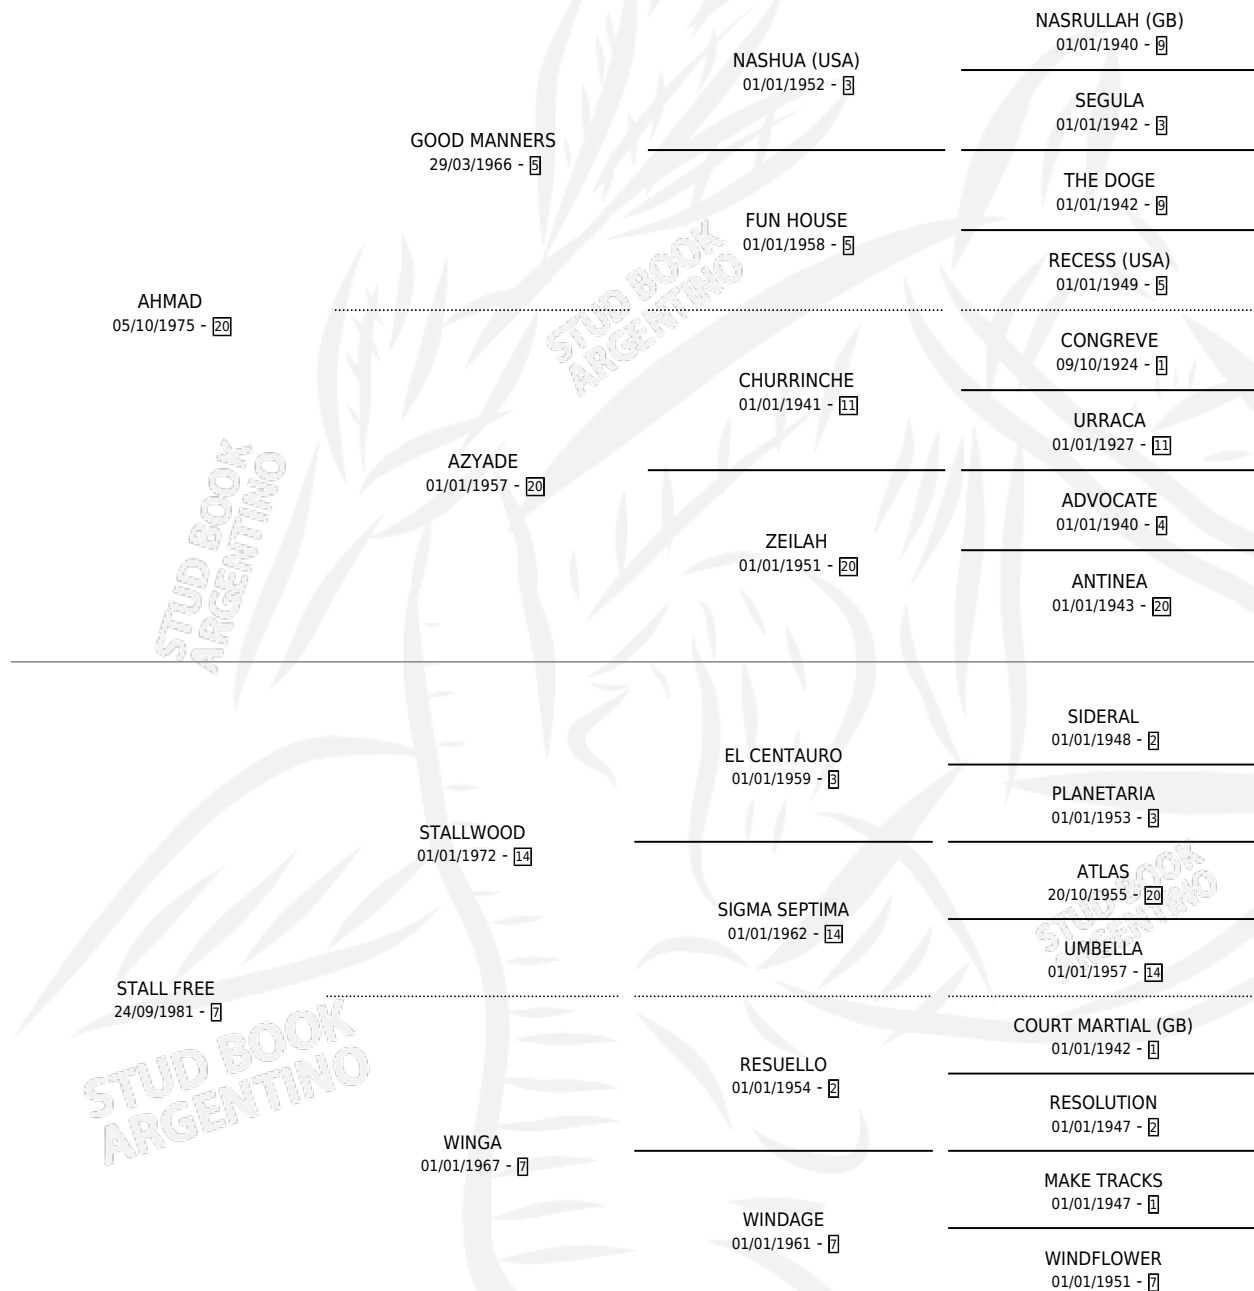 NASRULLAH (GB)
01/01/1940 - 9
NASHUA (USA)
01/01/1952 - 3
SEGULA
01/01/1942 - 3
GOOD MANNERS
29/03/1966 - 5
THE DOGE
01/01/1942 - 9
FUN HOUSE
01/01/1958 - 5
RECESS (USA)
01/01/1949 - 5
AHMAD
05/10/1975 - 20
CONGREVE
09/10/1924 - 1
CHURRINCHE
01/01/1941 - 11
URRACA
01/01/1927 - 11
AZYADE
01/01/1957 - 20
ADVOCATE
01/01/1940 - 4
ZEILAH
01/01/1951 - 20
ANTINEA
01/01/1943 - 20
SIDERAL
01/01/1948 - 2
EL CENTAURO
01/01/1959 - 3
PLANETARIA
01/01/1953 - 3
STALLWOOD
01/01/1972 - 14
ATLAS
20/10/1955 - 20
SIGMA SEPTIMA
01/01/1962 - 14
UMBELLA
01/01/1957 - 14
STALL FREE
24/09/1981 - 7
COURT MARTIAL (GB)
01/01/1942 - 1
RESUELLO
01/01/1954 - 2
RESOLUTION
01/01/1947 - 2
WINGA
01/01/1967 - 7
MAKE TRACKS
01/01/1947 - 1
WINDAGE
01/01/1961 - 7
WINDFLOWER
01/01/1951 - 7
STUD BOOK
ARGENTINO
STUD BOOK
ARGENTINO
STUD BOOK
ARGENTINO
STUD BOOK
ARGENTINO